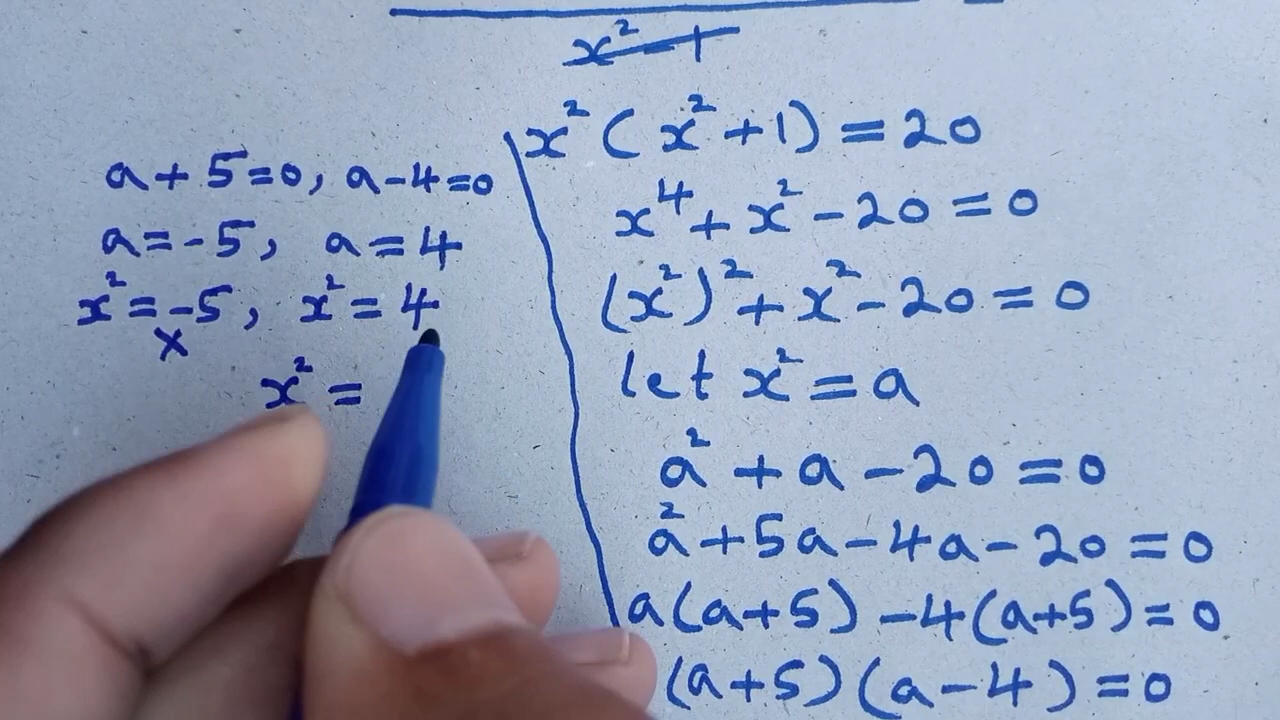 x² - 1
x² ( x² + 1) = 20
x⁴ + x² - 20 = 0
(x²)² + x² - 20 = 0
let x² = a
a² + a - 20 = 0
a² + 5a - 4a - 20 = 0
a(a + 5) - 4(a+5) = 0
(a + 5)(a - 4) = 0
a + 5 = 0, a - 4 = 0
a = -5, a = 4
x² = -5, x² = 4
x
x² =